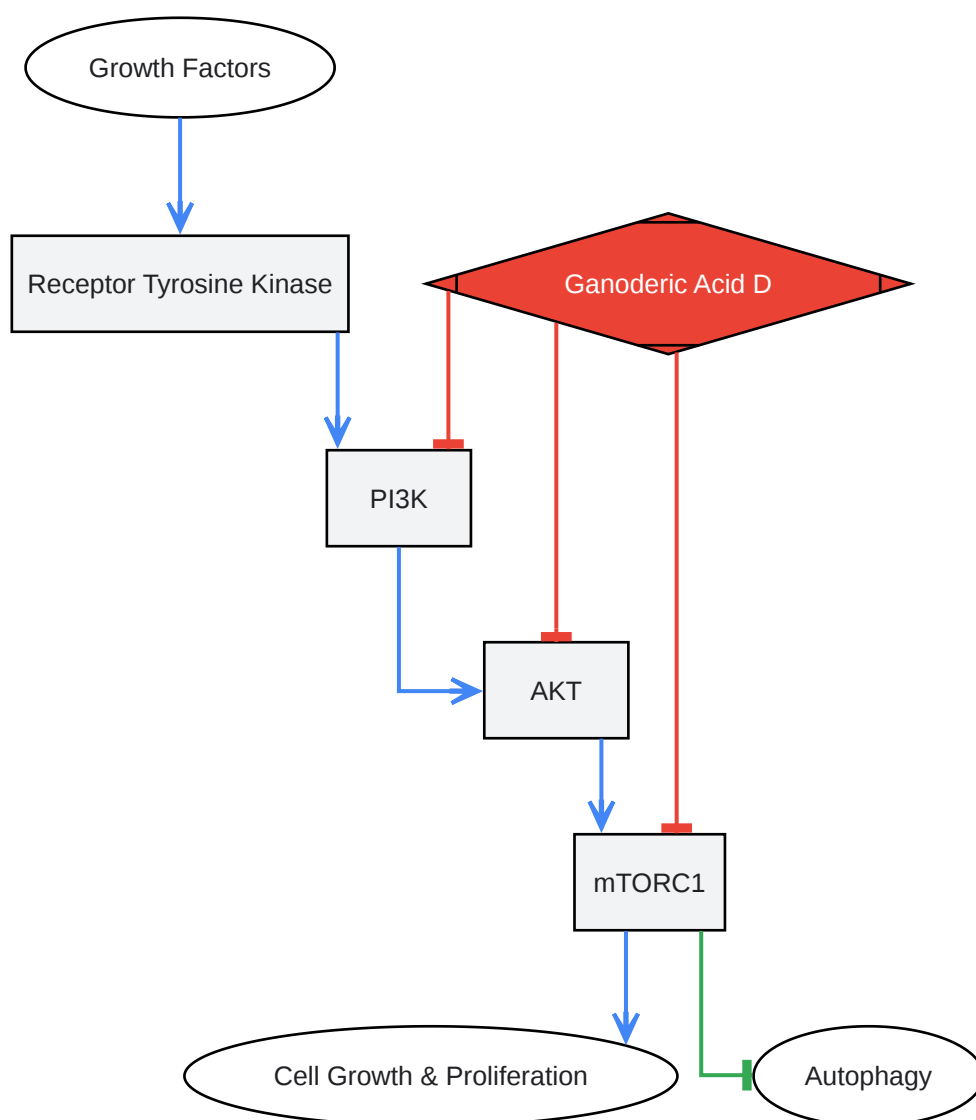 Growth Factors
Receptor Tyrosine Kinase
Ganoderic Acid D
PI3K
AKT
mTORC1
Cell Growth & Proliferation
Autophagy